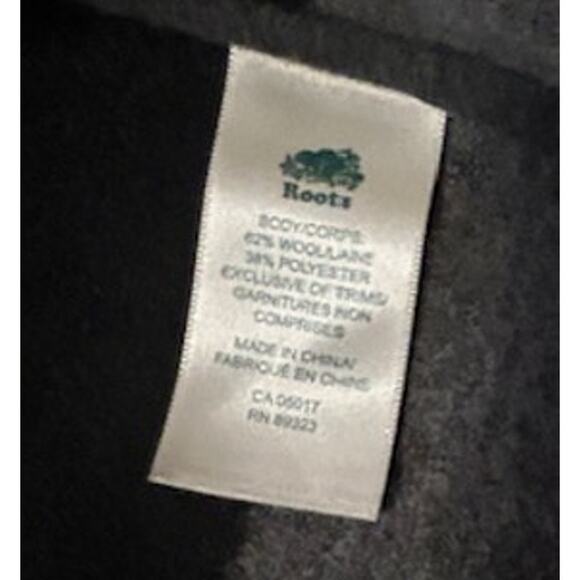 Roots
BODY/CORPS:
62% WOOL/LAINE
38% POLYESTER
EXCLUSIVE OF TRIMS/
GARNITURES NON
COMPRISES
MADE IN CHINA/
FABRIQUÉ EN CHINE
CA 05017
RN 89323